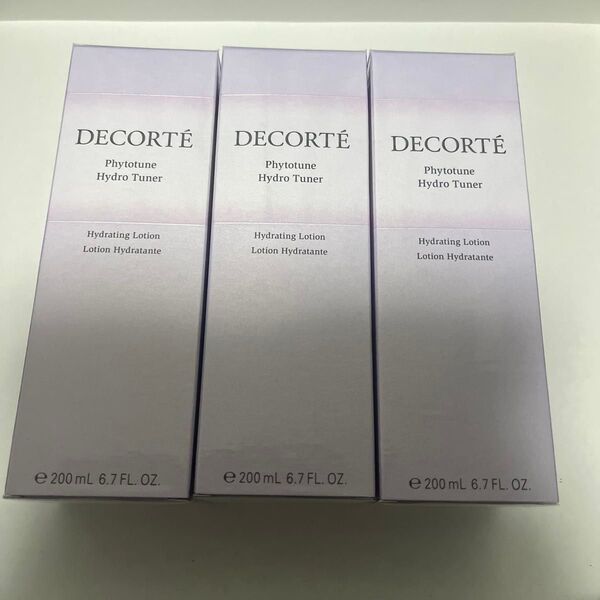 DECORTÉ
Phytotune
Hydro Tuner
Hydrating Lotion
Lotion Hydratante
℮ 200 mL 6.7 FL. OZ.
DECORTÉ
Phytotune
Hydro Tuner
Hydrating Lotion
Lotion Hydratante
℮ 200 mL 6.7 FL. OZ.
DECORTÉ
Phytotune
Hydro Tuner
Hydrating Lotion
Lotion Hydratante
℮ 200 mL 6.7 FL. OZ.